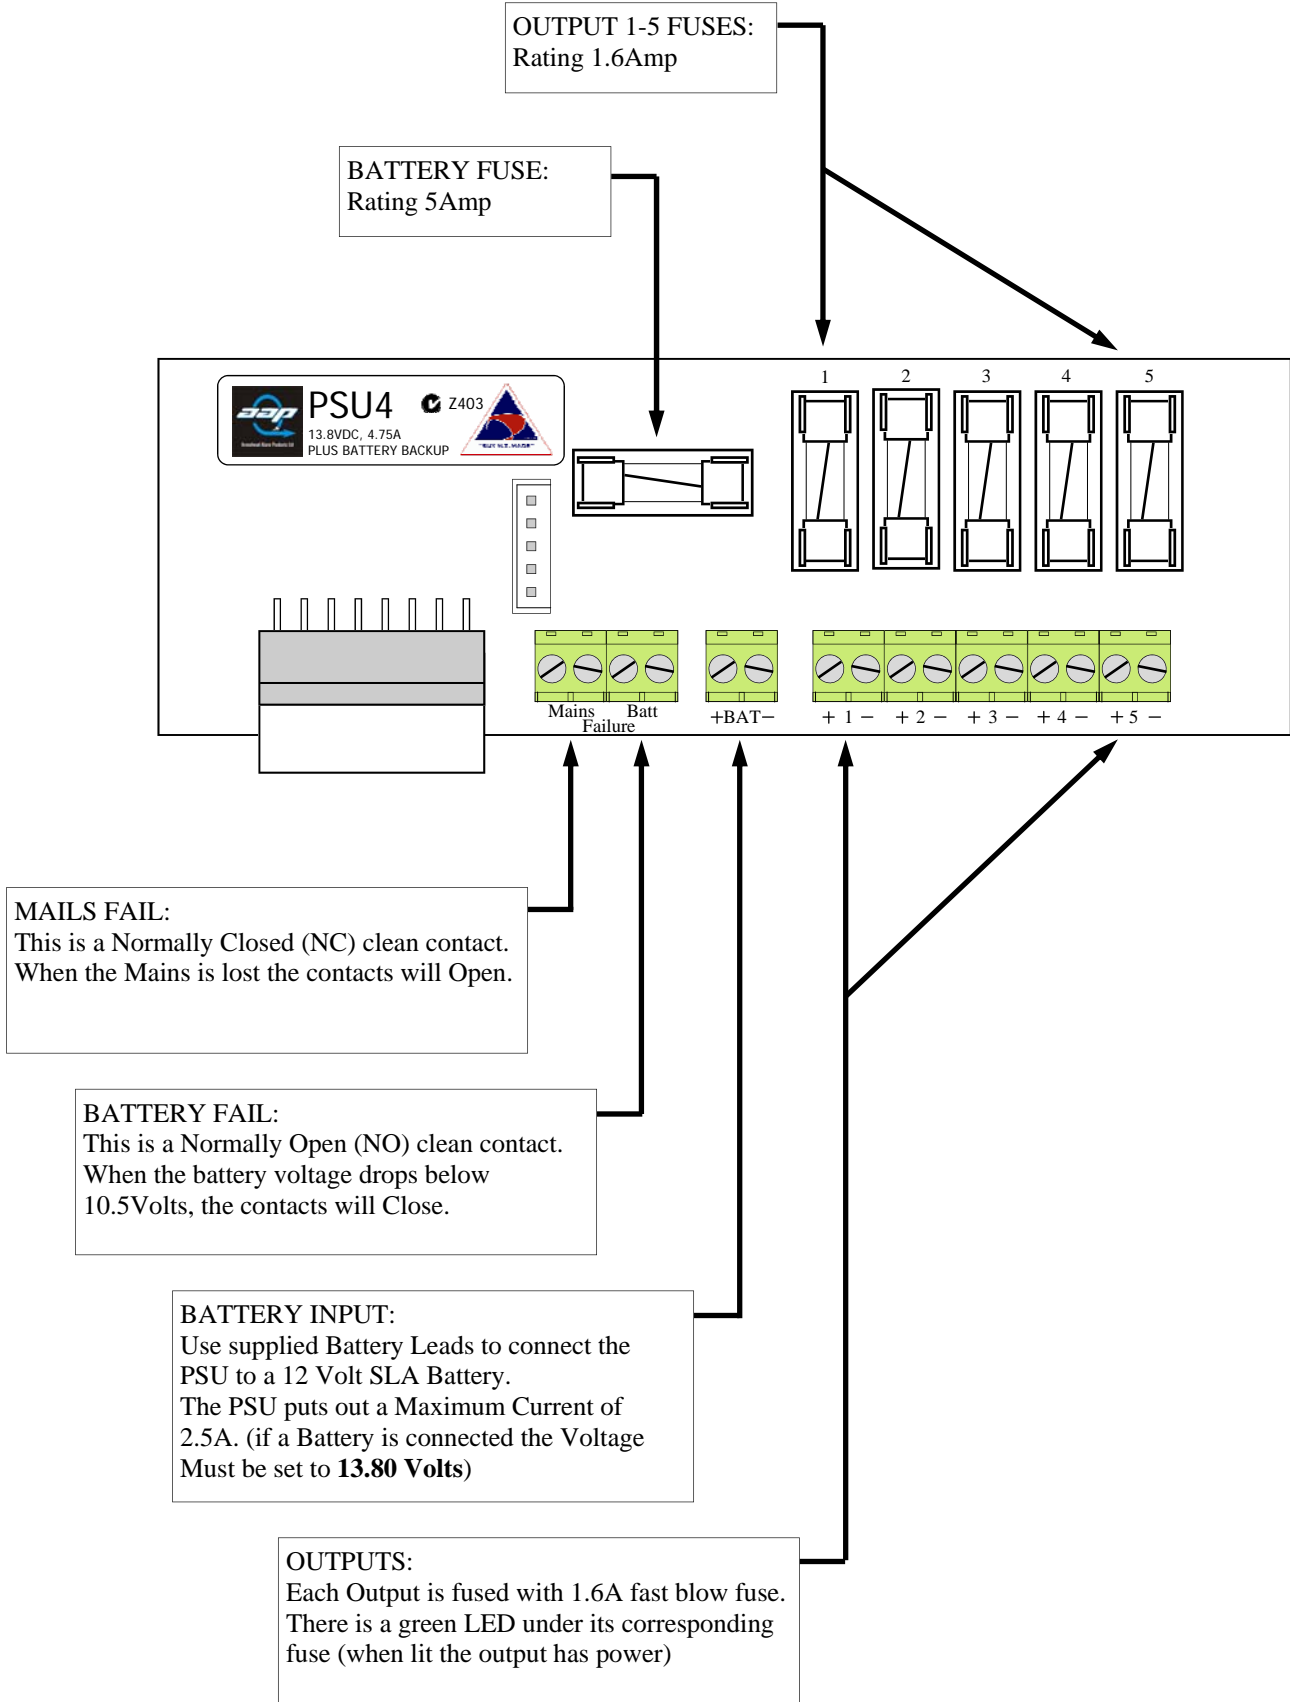 OUTPUT 1-5 FUSES:
Rating 1.6Amp
BATTERY FUSE:
Rating 5Amp
aap
PSU4
Z403
13.8VDC, 4.75A
PLUS BATTERY BACKUP
1 2 3 4 5
Mains Batt
Failure
+BAT−
+ 1 − + 2 − + 3 − + 4 − + 5 −
MAILS FAIL:
This is a Normally Closed (NC) clean contact.
When the Mains is lost the contacts will Open.
BATTERY FAIL:
This is a Normally Open (NO) clean contact.
When the battery voltage drops below
10.5Volts, the contacts will Close.
BATTERY INPUT:
Use supplied Battery Leads to connect the
PSU to a 12 Volt SLA Battery.
The PSU puts out a Maximum Current of
2.5A. (if a Battery is connected the Voltage
Must be set to 13.80 Volts)
OUTPUTS:
Each Output is fused with 1.6A fast blow fuse.
There is a green LED under its corresponding
fuse (when lit the output has power)